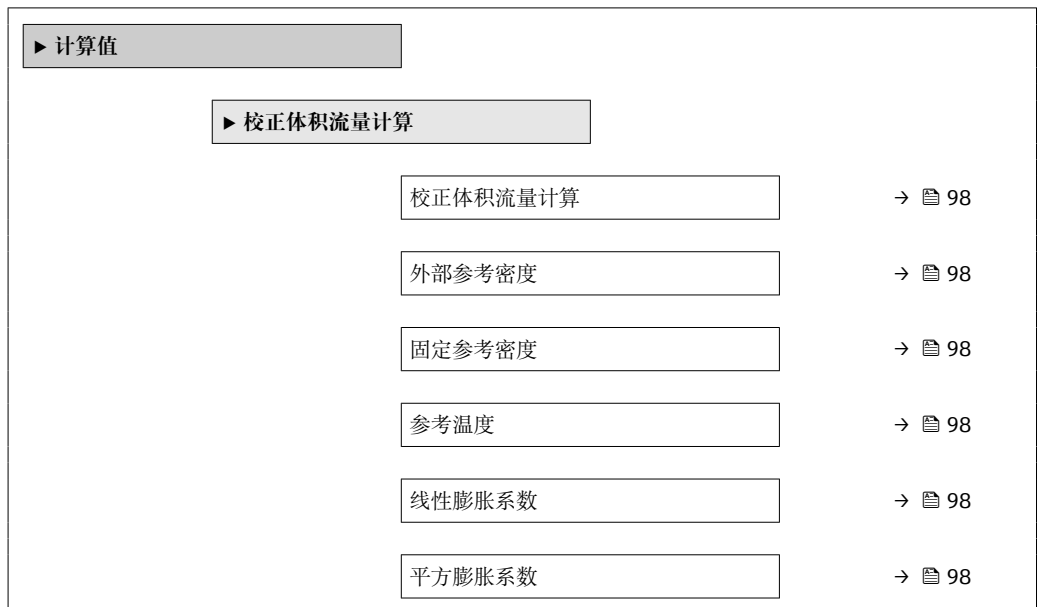 ▶ 计算值
▶ 校正体积流量计算
校正体积流量计算 → 🖹 98
外部参考密度 → 🖹 98
固定参考密度 → 🖹 98
参考温度 → 🖹 98
线性膨胀系数 → 🖹 98
平方膨胀系数 → 🖹 98